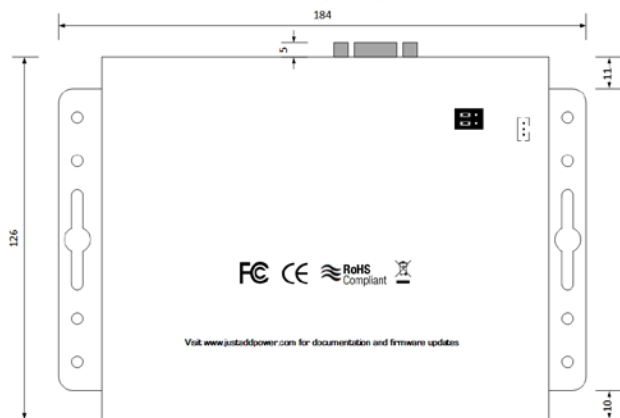 184
5
11
126
FC CE RoHS
Compliant
Visit www.justaddpower.com for documentation and firmware updates
10